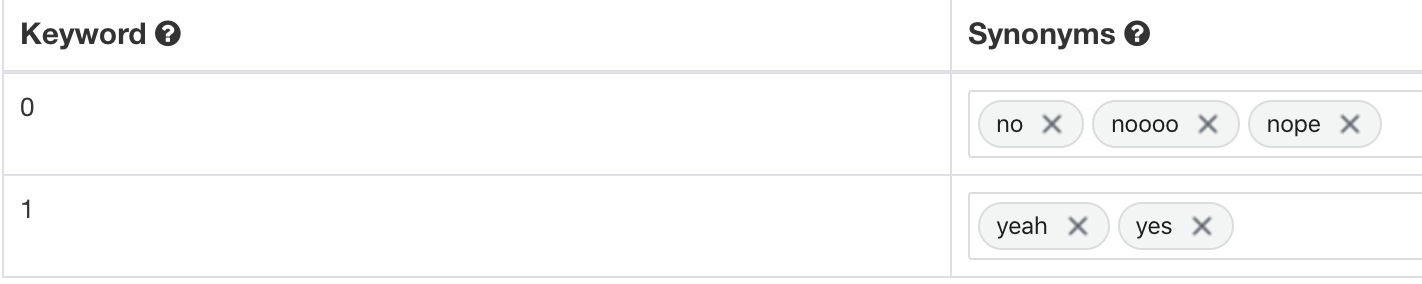 Keyword ?
Synonyms ?
0
no × noooo × nope ×
1
yeah × yes ×